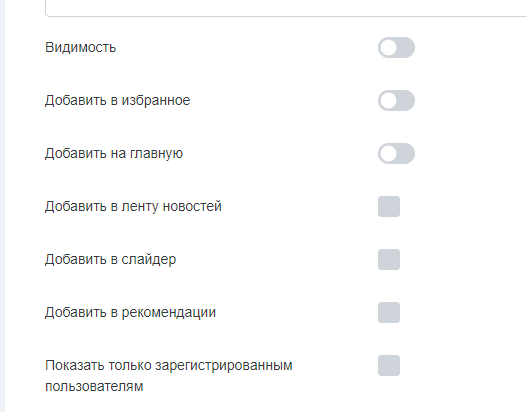 Видимость
Добавить в избранное
Добавить на главную
Добавить в ленту новостей
Добавить в слайдер
Добавить в рекомендации
Показать только зарегистрированным
пользователям